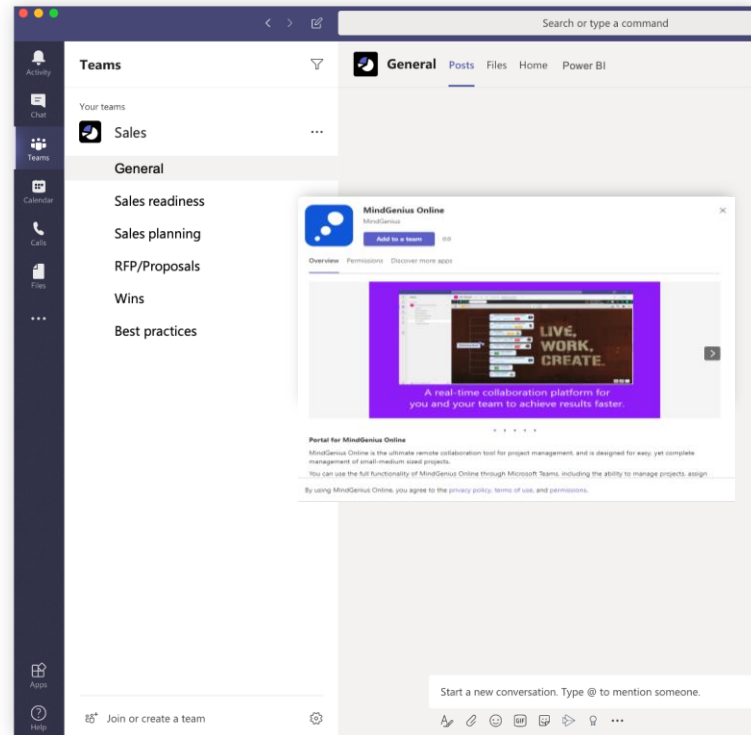 Search or type a command
Activity
Chat
Teams
Calendar
Calls
Files
Apps
Help
Teams
Your teams
Sales
General
Sales readiness
Sales planning
RFP/Proposals
Wins
Best practices
Join or create a team
General Posts Files Home Power BI
MindGenius Online
MindGenius
Add to a team
Overview Permissions Discover more apps
LIVE,
WORK,
CREATE.
A real-time collaboration platform for
you and your team to achieve results faster.
Portal for MindGenius Online
MindGenius Online is the ultimate remote collaboration tool for project management, and is designed for easy, yet complete
management of small-medium sized projects.
You can use the full functionality of MindGenius Online through Microsoft Teams, including the ability to manage projects, assign
By using MindGenius Online, you agree to the privacy policy, terms of use, and permissions.
Start a new conversation. Type @ to mention someone.
GIF